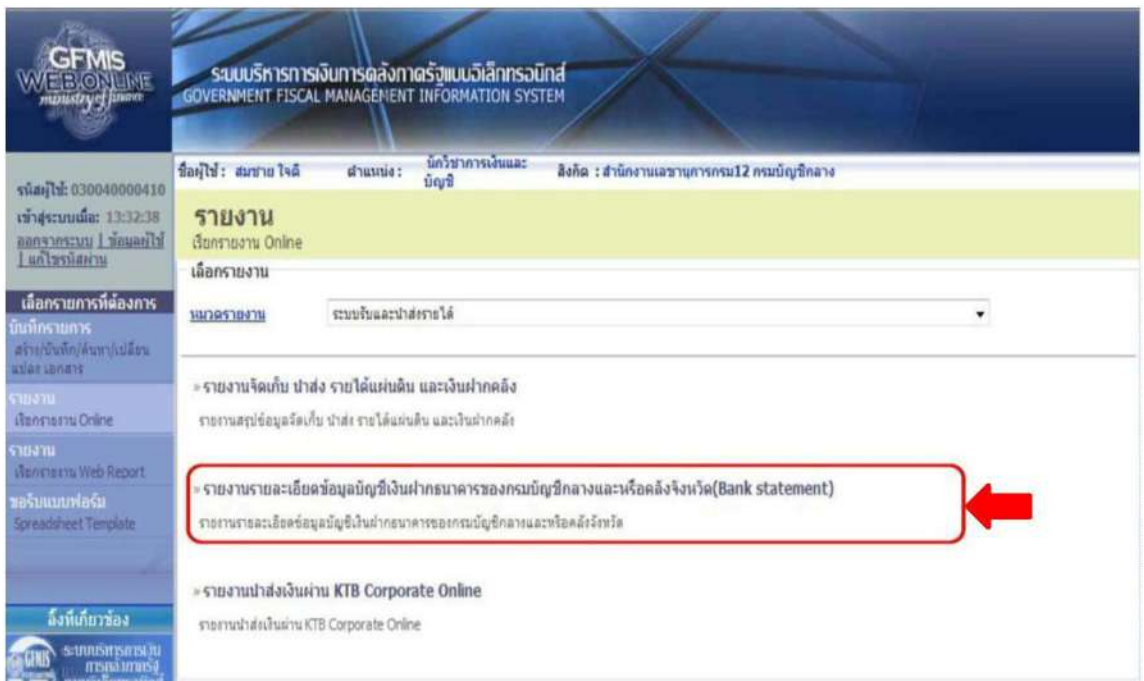 GFMIS
WEB ONLINE
ministry of finance
ระบบบริหารการเงินการคลังภาครัฐแบบอิเล็กทรอนิกส์
GOVERNMENT FISCAL MANAGEMENT INFORMATION SYSTEM
ชื่อผู้ใช้ : สมชาย ใจดี ตำแหน่ง : นักวิชาการเงินและบัญชี สังกัด : สำนักงานเลขานุการกรม12 กรมบัญชีกลาง
รหัสผู้ใช้: 030040000410
เข้าสู่ระบบเมื่อ: 13:32:38
ออกจากระบบ | ข้อมูลผู้ใช้
| แก้ไขรหัสผ่าน
รายงาน
เรียกรายงาน Online
เลือกรายงาน
หมวดรายงาน ระบบรับและนำส่งรายได้
เลือกรายการที่ต้องการ
บันทึกรายการ
สร้าง/บันทึก/ค้นหา/เปลี่ยน
แปลง เอกสาร
รายงาน
เรียกรายงาน Online
รายงาน
เรียกรายงาน Web Report
ขอรับแบบฟอร์ม
Spreadsheet Template
ลิ้งที่เกี่ยวข้อง
GFMIS
ระบบบริหารการเงิน
การคลังภาครัฐ
» รายงานจัดเก็บ นำส่ง รายได้แผ่นดิน และเงินฝากคลัง
รายงานสรุปข้อมูลจัดเก็บ นำส่ง รายได้แผ่นดิน และเงินฝากคลัง
» รายงานรายละเอียดข้อมูลบัญชีเงินฝากธนาคารของกรมบัญชีกลางและหรือคลังจังหวัด(Bank statement)
รายงานรายละเอียดข้อมูลบัญชีเงินฝากธนาคารของกรมบัญชีกลางและหรือคลังจังหวัด
» รายงานนำส่งเงินผ่าน KTB Corporate Online
รายงานนำส่งเงินผ่าน KTB Corporate Online